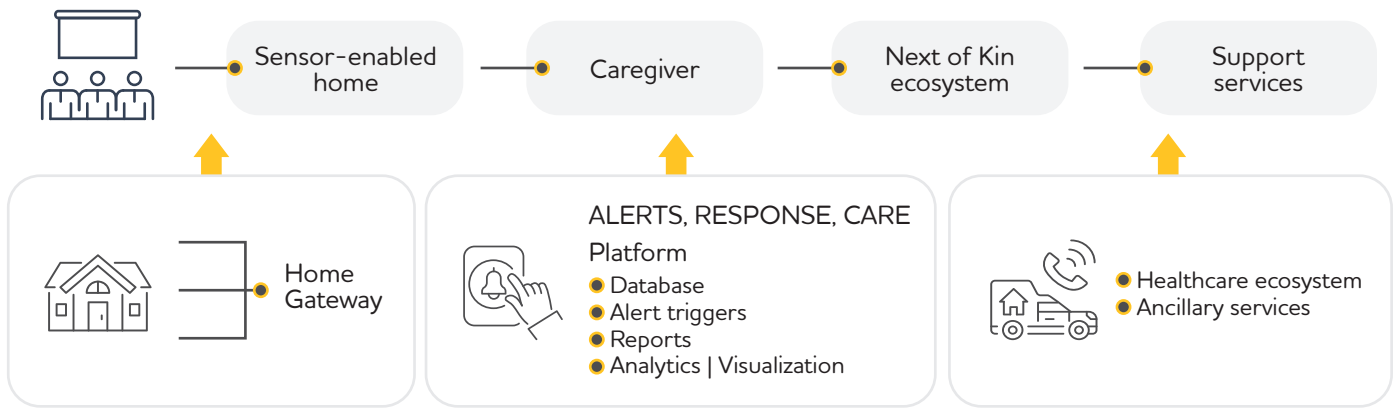 Sensor-enabled
home
Caregiver
Next of Kin
ecosystem
Support
services
Home
Gateway
ALERTS, RESPONSE, CARE
Platform
Database
Alert triggers
Reports
Analytics | Visualization
Healthcare ecosystem
Ancillary services